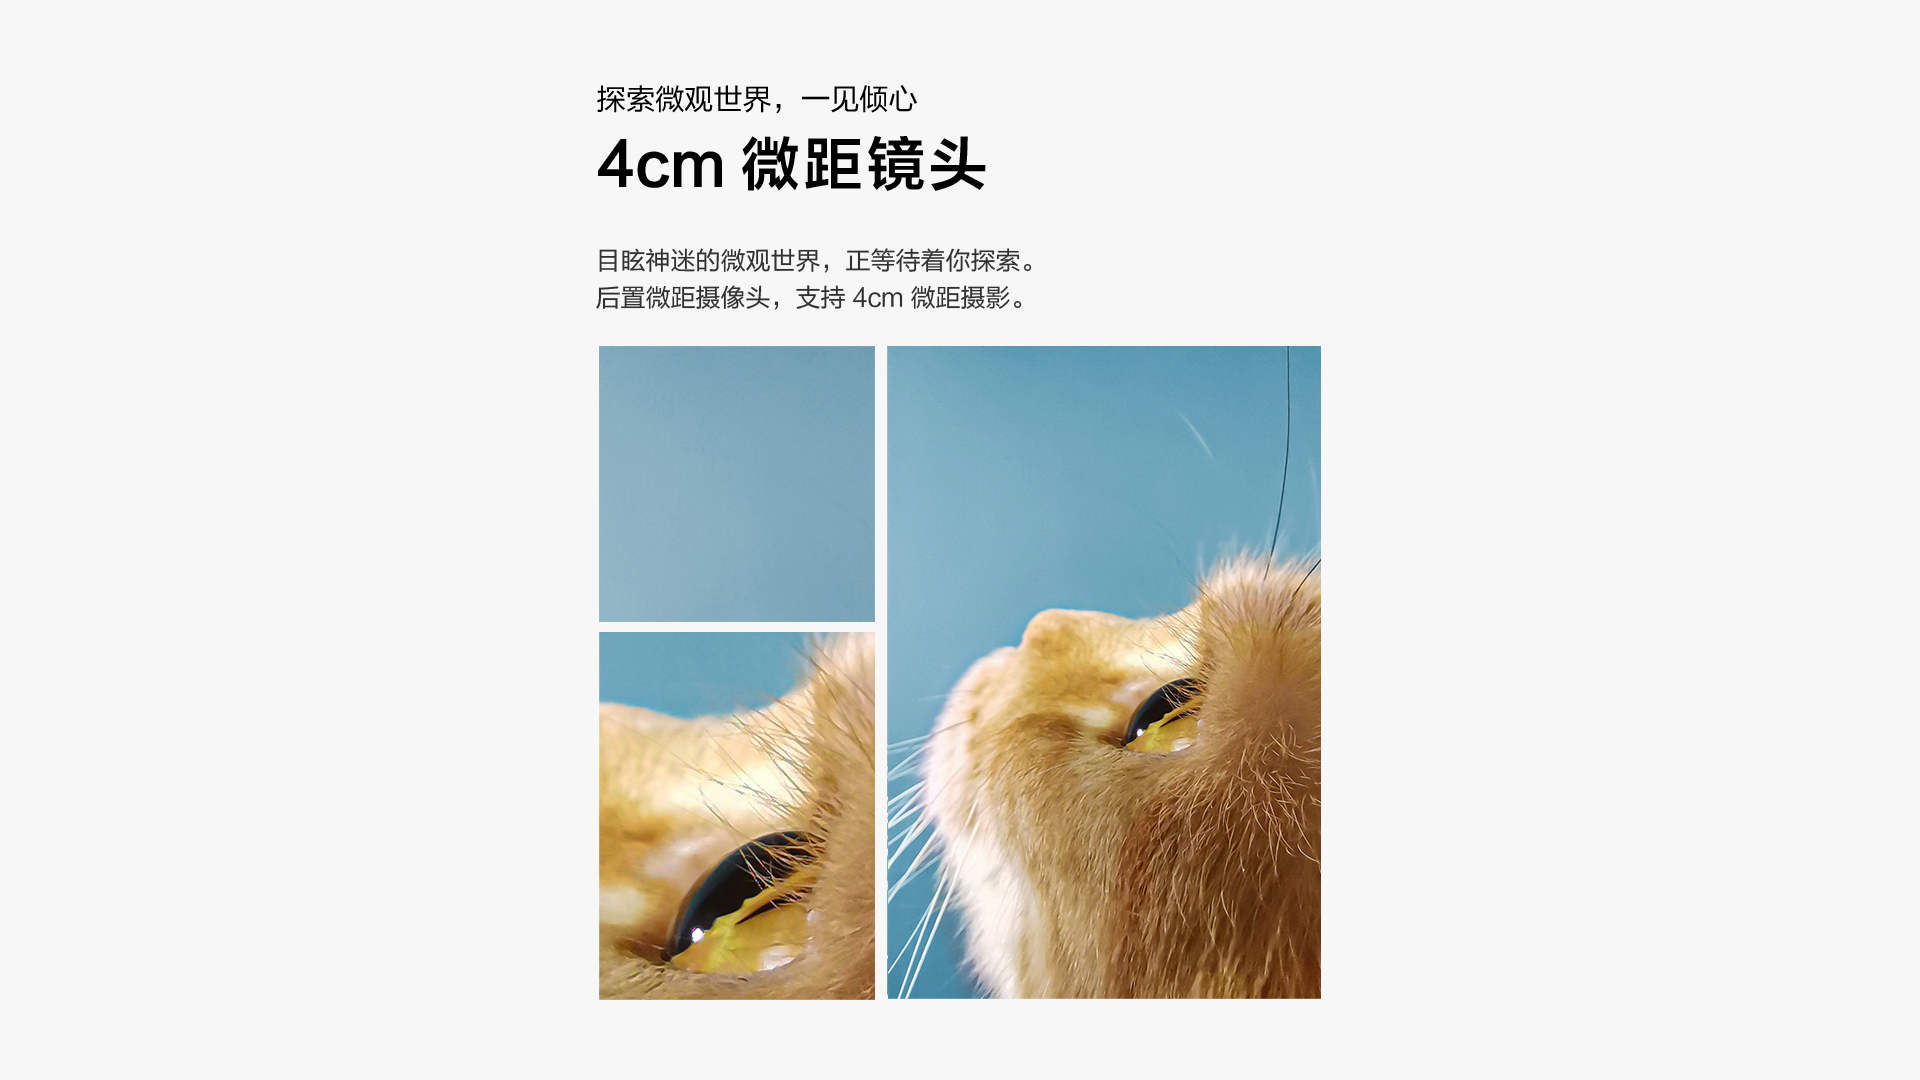 探索微观世界，一见倾心
4cm 微距镜头
目眩神迷的微观世界，正等待着你探索。
后置微距摄像头，支持 4cm 微距摄影。